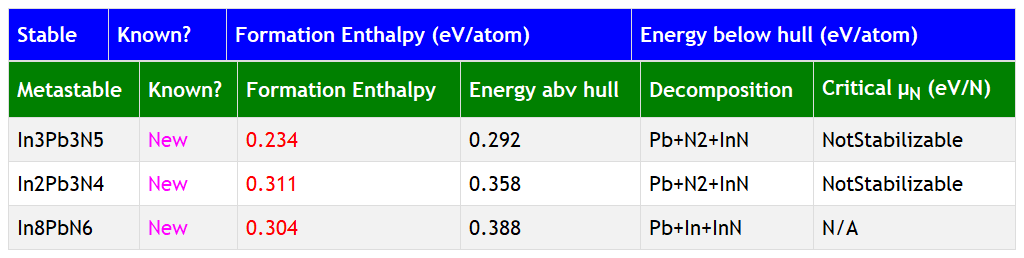 Stable Known? Formation Enthalpy (eV/atom) Energy below hull (eV/atom)
Metastable Known? Formation Enthalpy Energy abv hull Decomposition Critical μN (eV/N)
In3Pb3N5 New 0.234 0.292 Pb+N2+InN NotStabilizable
In2Pb3N4 New 0.311 0.358 Pb+N2+InN NotStabilizable
In8PbN6 New 0.304 0.388 Pb+In+InN N/A